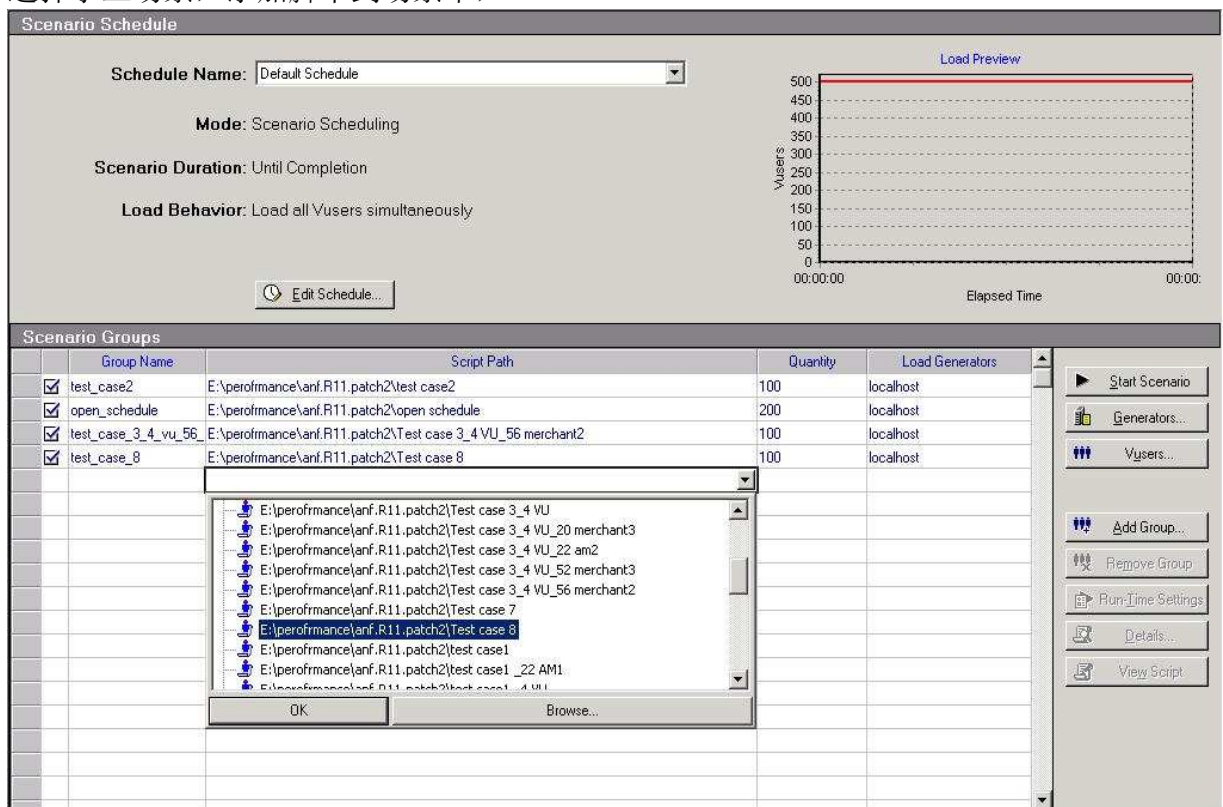 Scenario Schedule
Schedule Name: Default Schedule
Mode: Scenario Scheduling
Scenario Duration: Until Completion
Load Behavior: Load all Vusers simultaneously
Edit Schedule...
Load Preview
500
450
400
350
300
250
200
150
100
50
0
Vusers
00:00:00 00:00:
Elapsed Time
Scenario Groups
Group Name Script Path Quantity Load Generators
test_case2 E:\perofrmance\anf.R11.patch2\test case2 100 localhost
open_schedule E:\perofrmance\anf.R11.patch2\open schedule 200 localhost
test_case_3_4_vu_56_ E:\perofrmance\anf.R11.patch2\Test case 3_4 VU_56 merchant2 100 localhost
test_case_8 E:\perofrmance\anf.R11.patch2\Test case 8 100 localhost
E:\perofrmance\anf.R11.patch2\Test case 3_4 VU
E:\perofrmance\anf.R11.patch2\Test case 3_4 VU_20 merchant3
E:\perofrmance\anf.R11.patch2\Test case 3_4 VU_22 am2
E:\perofrmance\anf.R11.patch2\Test case 3_4 VU_52 merchant3
E:\perofrmance\anf.R11.patch2\Test case 3_4 VU_56 merchant2
E:\perofrmance\anf.R11.patch2\Test case 7
E:\perofrmance\anf.R11.patch2\Test case 8
E:\perofrmance\anf.R11.patch2\test case1
E:\perofrmance\anf.R11.patch2\test case1 _22 AM1
OK Browse...
Start Scenario
Generators...
Vusers...
Add Group...
Remove Group
Run-Time Settings
Details...
View Script